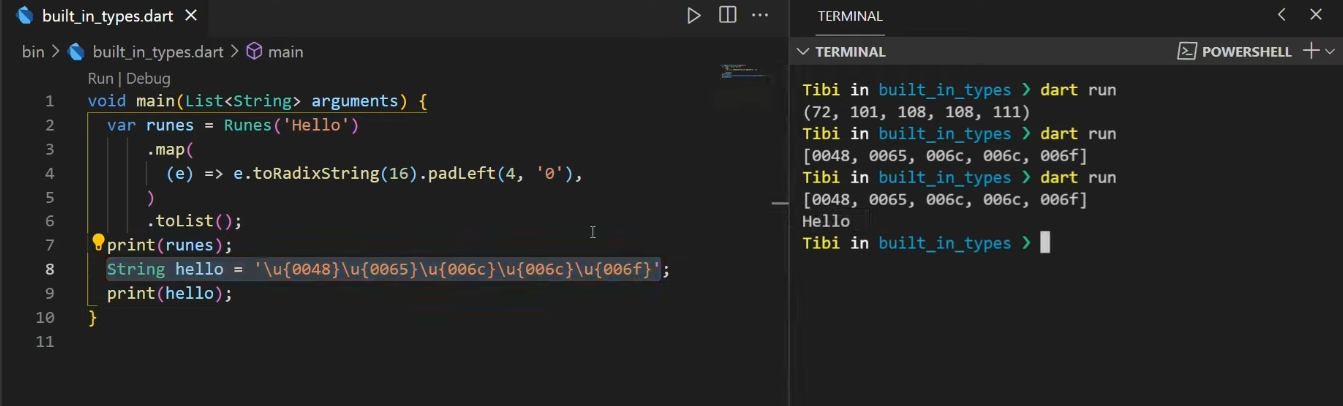 built_in_types.dart
bin > built_in_types.dart > main
Run | Debug
1 void main(List<String> arguments) {
2 var runes = Runes('Hello')
3 .map(
4 (e) => e.toRadixString(16).padLeft(4, '0'),
5 )
6 .toList();
7 print(runes);
8 String hello = '\u{0048}\u{0065}\u{006c}\u{006c}\u{006f}';
9 print(hello);
10 }
11
TERMINAL
TERMINAL POWERSHELL
Tibi in built_in_types ❯ dart run
(72, 101, 108, 108, 111)
Tibi in built_in_types ❯ dart run
[0048, 0065, 006c, 006c, 006f]
Tibi in built_in_types ❯ dart run
[0048, 0065, 006c, 006c, 006f]
Hello
Tibi in built_in_types ❯